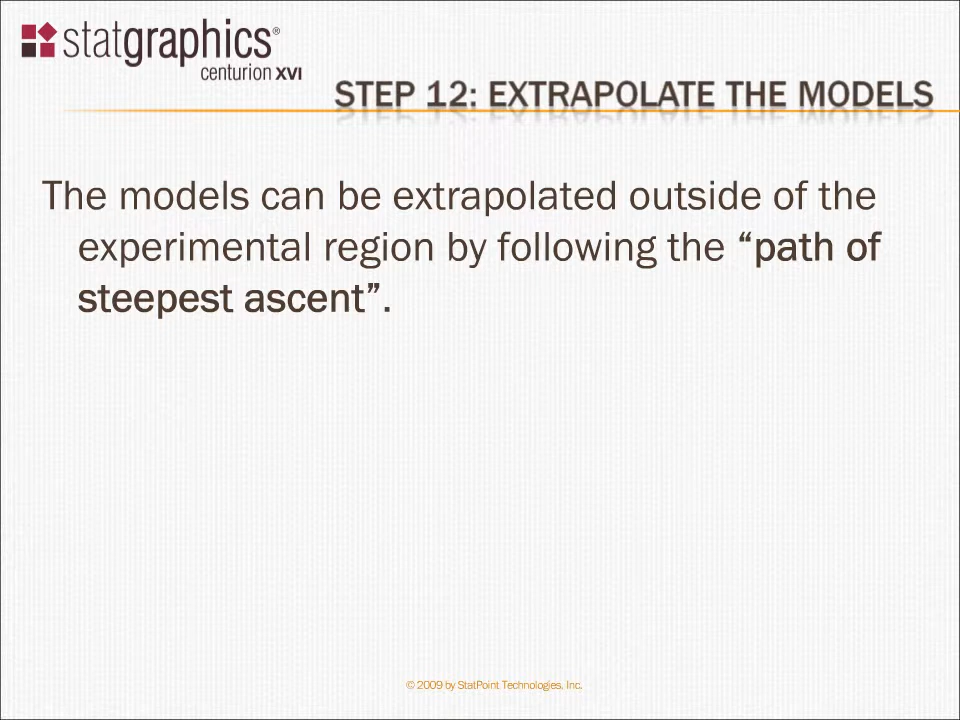 statgraphics®
centurion XVI
STEP 12: EXTRAPOLATE THE MODELS
The models can be extrapolated outside of the
experimental region by following the “path of
steepest ascent”.
© 2009 by StatPoint Technologies, Inc.